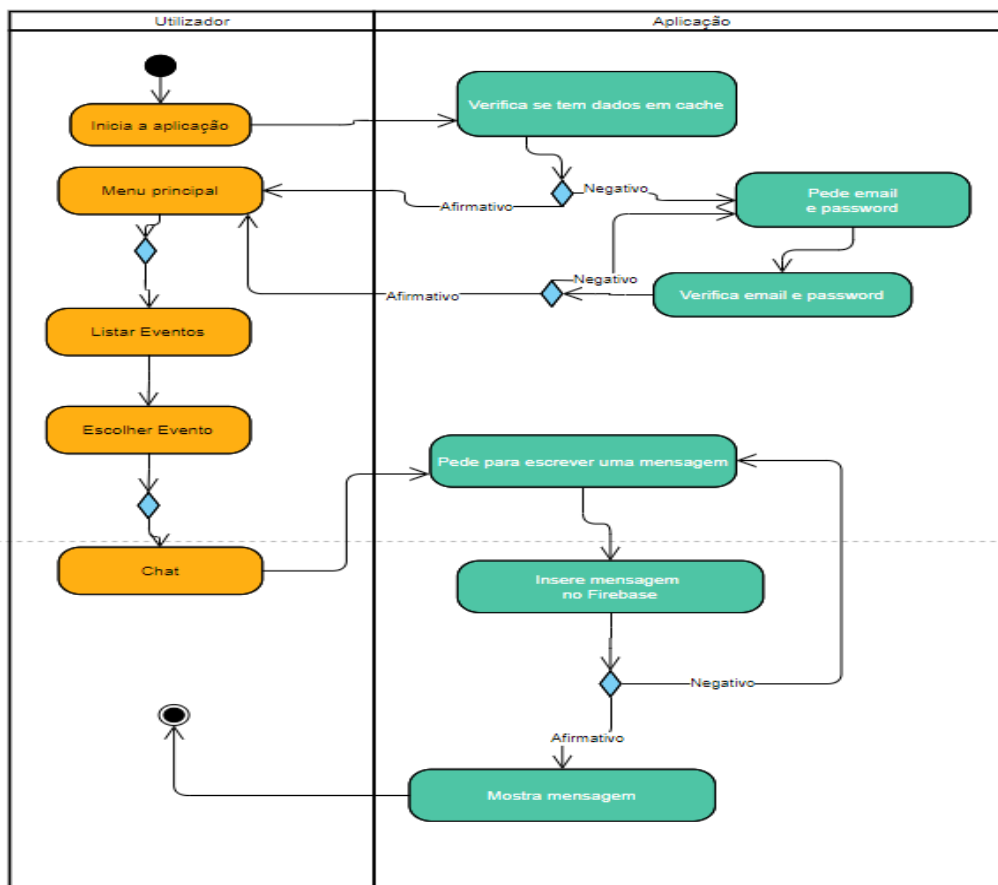 Utilizador
Aplicação
Inicia a aplicação
Verifica se tem dados em cache
Menu principal
Afirmativo
Negativo
Pede email
e password
Afirmativo
Negativo
Verifica email e password
Listar Eventos
Escolher Evento
Pede para escrever uma mensagem
Chat
Insere mensagem
no Firebase
Negativo
Afirmativo
Mostra mensagem